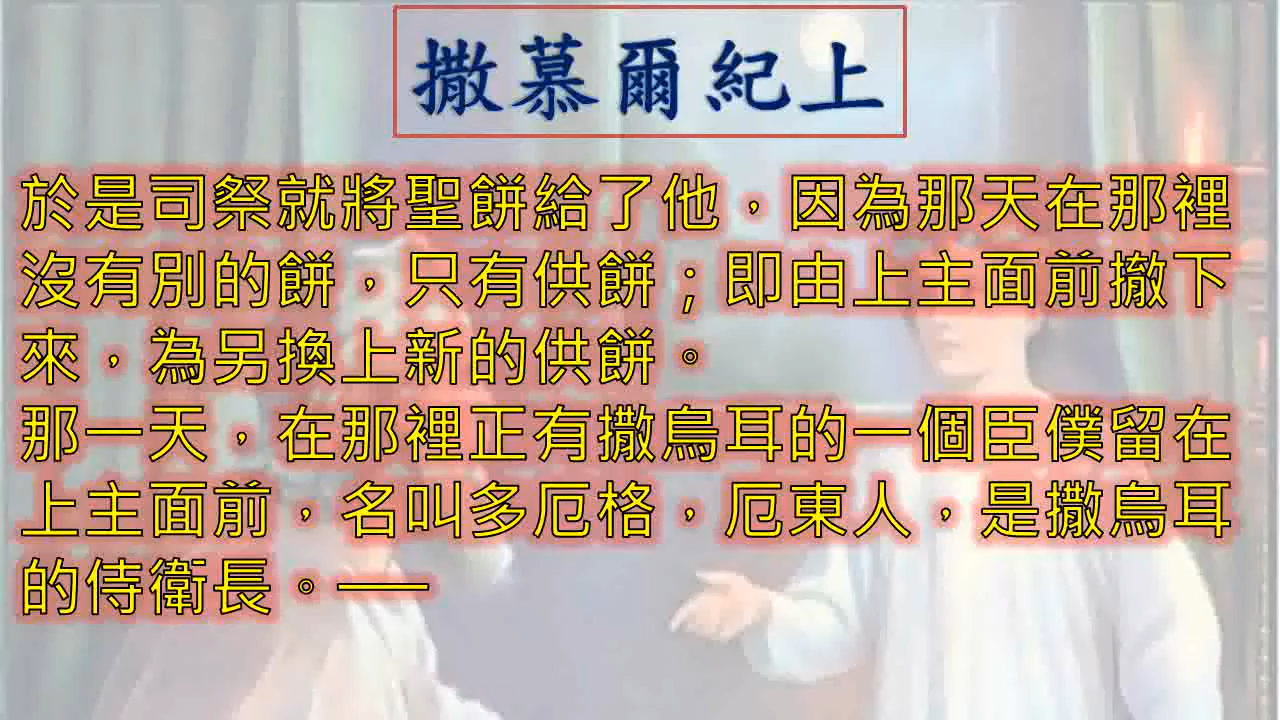 撒慕爾紀上
於是司祭就將聖餅給了他，因為那天在那裡
沒有別的餅，只有供餅；即由上主面前撤下
來，為另換上新的供餅。
那一天，在那裡正有撒烏耳的一個臣僕留在
上主面前，名叫多厄格，厄東人，是撒烏耳
的侍衛長。──